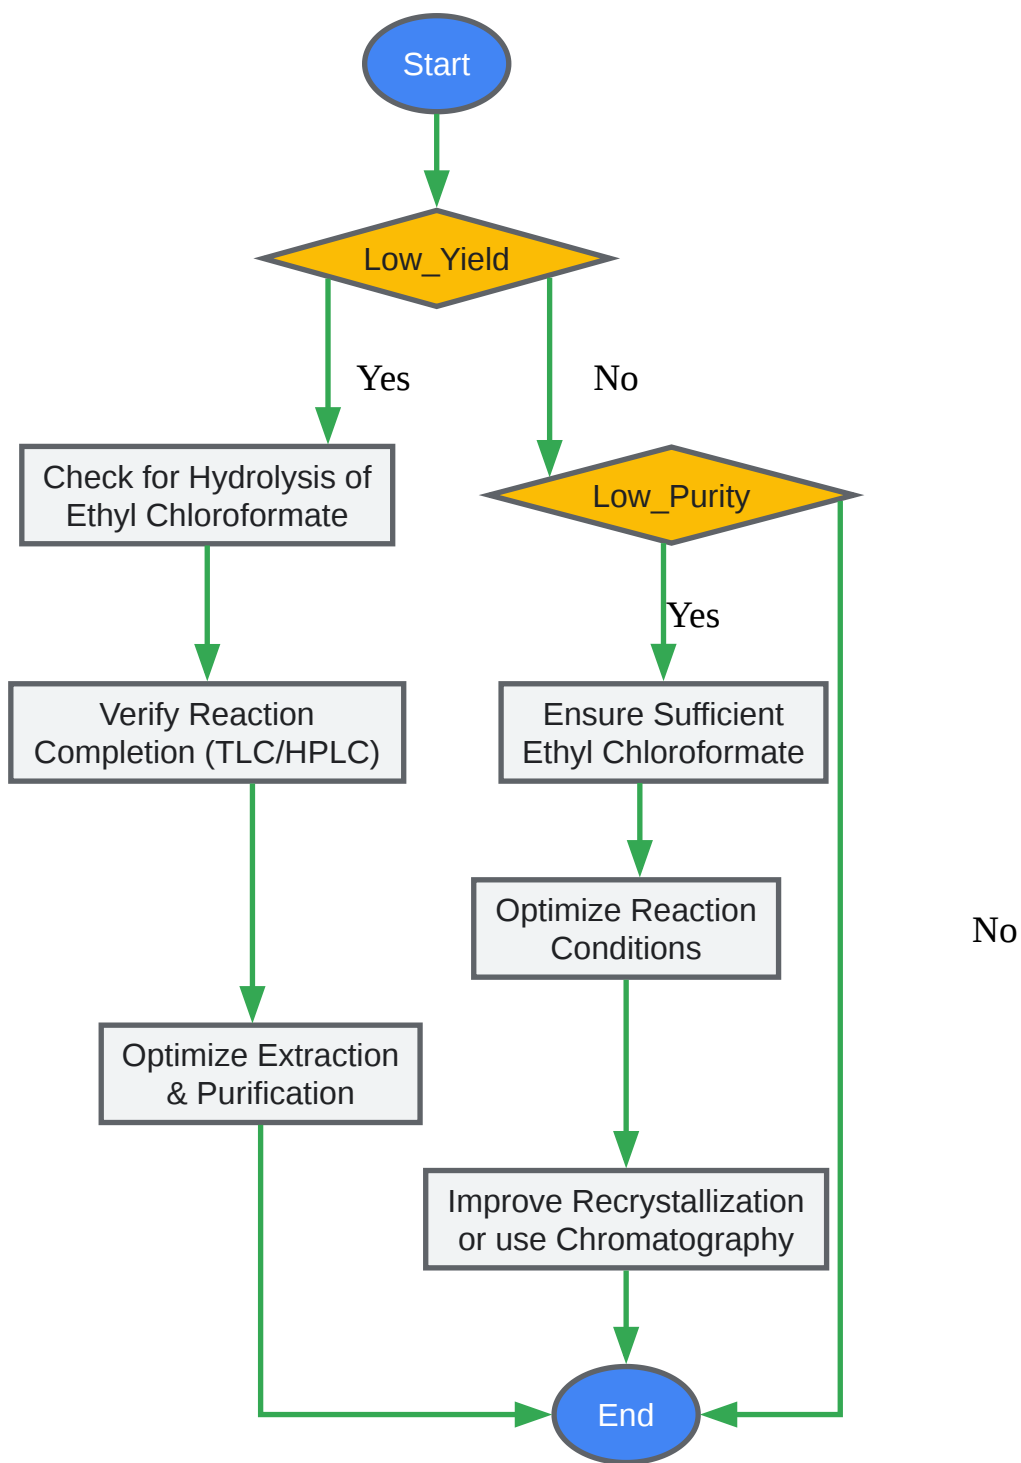 Start
Low_Yield
Yes
No
Check for Hydrolysis of
Ethyl Chloroformate
Low_Purity
Yes
Verify Reaction
Completion (TLC/HPLC)
Ensure Sufficient
Ethyl Chloroformate
Optimize Reaction
Conditions
No
Optimize Extraction
& Purification
Improve Recrystallization
or use Chromatography
End